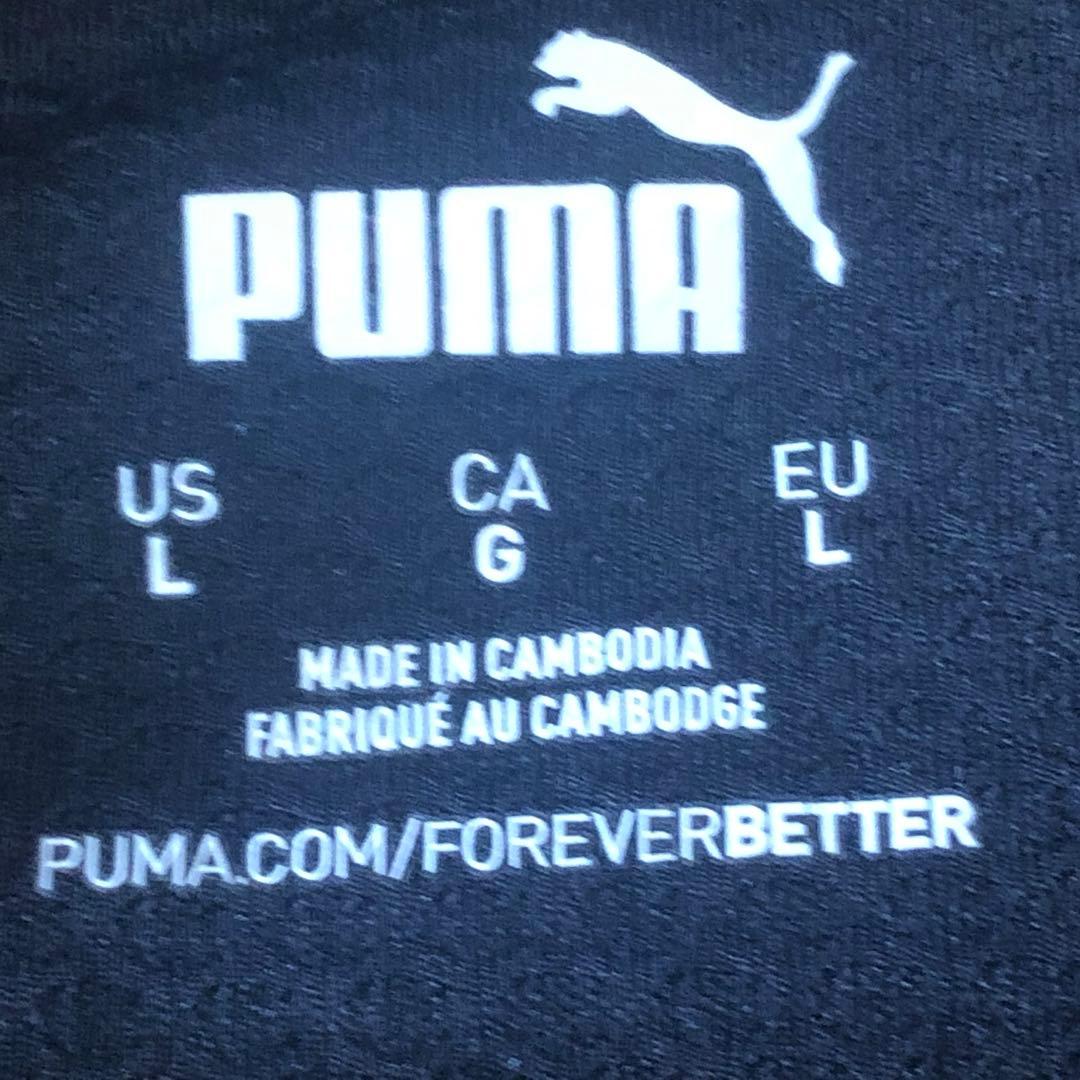 PUMA
US CA EU
L G L
MADE IN CAMBODIA
FABRIQUÉ AU CAMBODGE
PUMA.COM/FOREVERBETTER